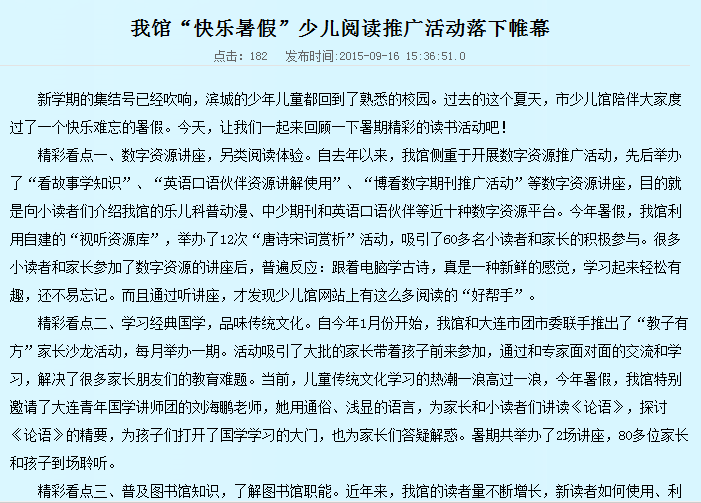 我馆“快乐暑假”少儿阅读推广活动落下帷幕
点击：182 发布时间:2015-09-16 15:36:51.0
新学期的集结号已经吹响，滨城的少年儿童都回到了熟悉的校园。过去的这个夏天，市少儿馆陪伴大家度
过了一个快乐难忘的暑假。今天，让我们一起来回顾一下暑期精彩的读书活动吧！
精彩看点一、数字资源讲座，另类阅读体验。自去年以来，我馆侧重于开展数字资源推广活动，先后举办
了“看故事学知识”、“英语口语伙伴资源讲解使用”、“博看数字期刊推广活动”等数字资源讲座，目的就
是向小读者们介绍我馆的乐儿科普动漫、中少期刊和英语口语伙伴等近十种数字资源平台。今年暑假，我馆利
用自建的“视听资源库”，举办了12次“唐诗宋词赏析”活动，吸引了60多名小读者和家长的积极参与。很多
小读者和家长参加了数字资源的讲座后，普遍反应：跟着电脑学古诗，真是一种新鲜的感觉，学习起来轻松有
趣，还不易忘记。而且通过听讲座，才发现少儿馆网站上有这么多阅读的“好帮手”。
精彩看点二、学习经典国学，品味传统文化。自今年1月份开始，我馆和大连市团市委联手推出了“教子有
方”家长沙龙活动，每月举办一期。活动吸引了大批的家长带着孩子前来参加，通过和专家面对面的交流和学
习，解决了很多家长朋友们的教育难题。当前，儿童传统文化学习的热潮一浪高过一浪，今年暑假，我馆特别
邀请了大连青年国学讲师团的刘海鹏老师，她用通俗、浅显的语言，为家长和小读者们讲读《论语》，探讨
《论语》的精要，为孩子们打开了国学学习的大门，也为家长们答疑解惑。暑期共举办了2场讲座，80多位家长
和孩子到场聆听。
精彩看点三、普及图书馆知识，了解图书馆职能。近年来，我馆的读者量不断增长，新读者如何使用、利